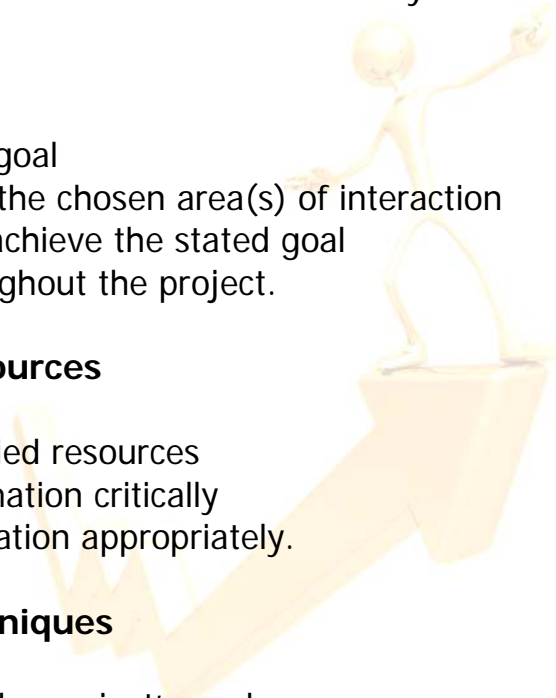 goal
the chosen area(s) of interaction
achieve the stated goal
ghout the project.
ources
ied resources
nation critically
ation appropriately.
niques